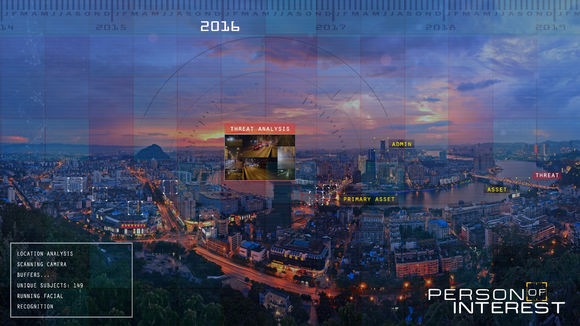 2015 2016 2017 2018 2019
THREAT ANALYSIS
ADMIN
THREAT
ASSET
PRIMARY ASSET
LOCATION ANALYSIS
SCANNING CAMERA
BUFFERS...
UNIQUE SUBJECTS: 149
RUNNING FACIAL
RECOGNITION
PERSON OF
INTEREST